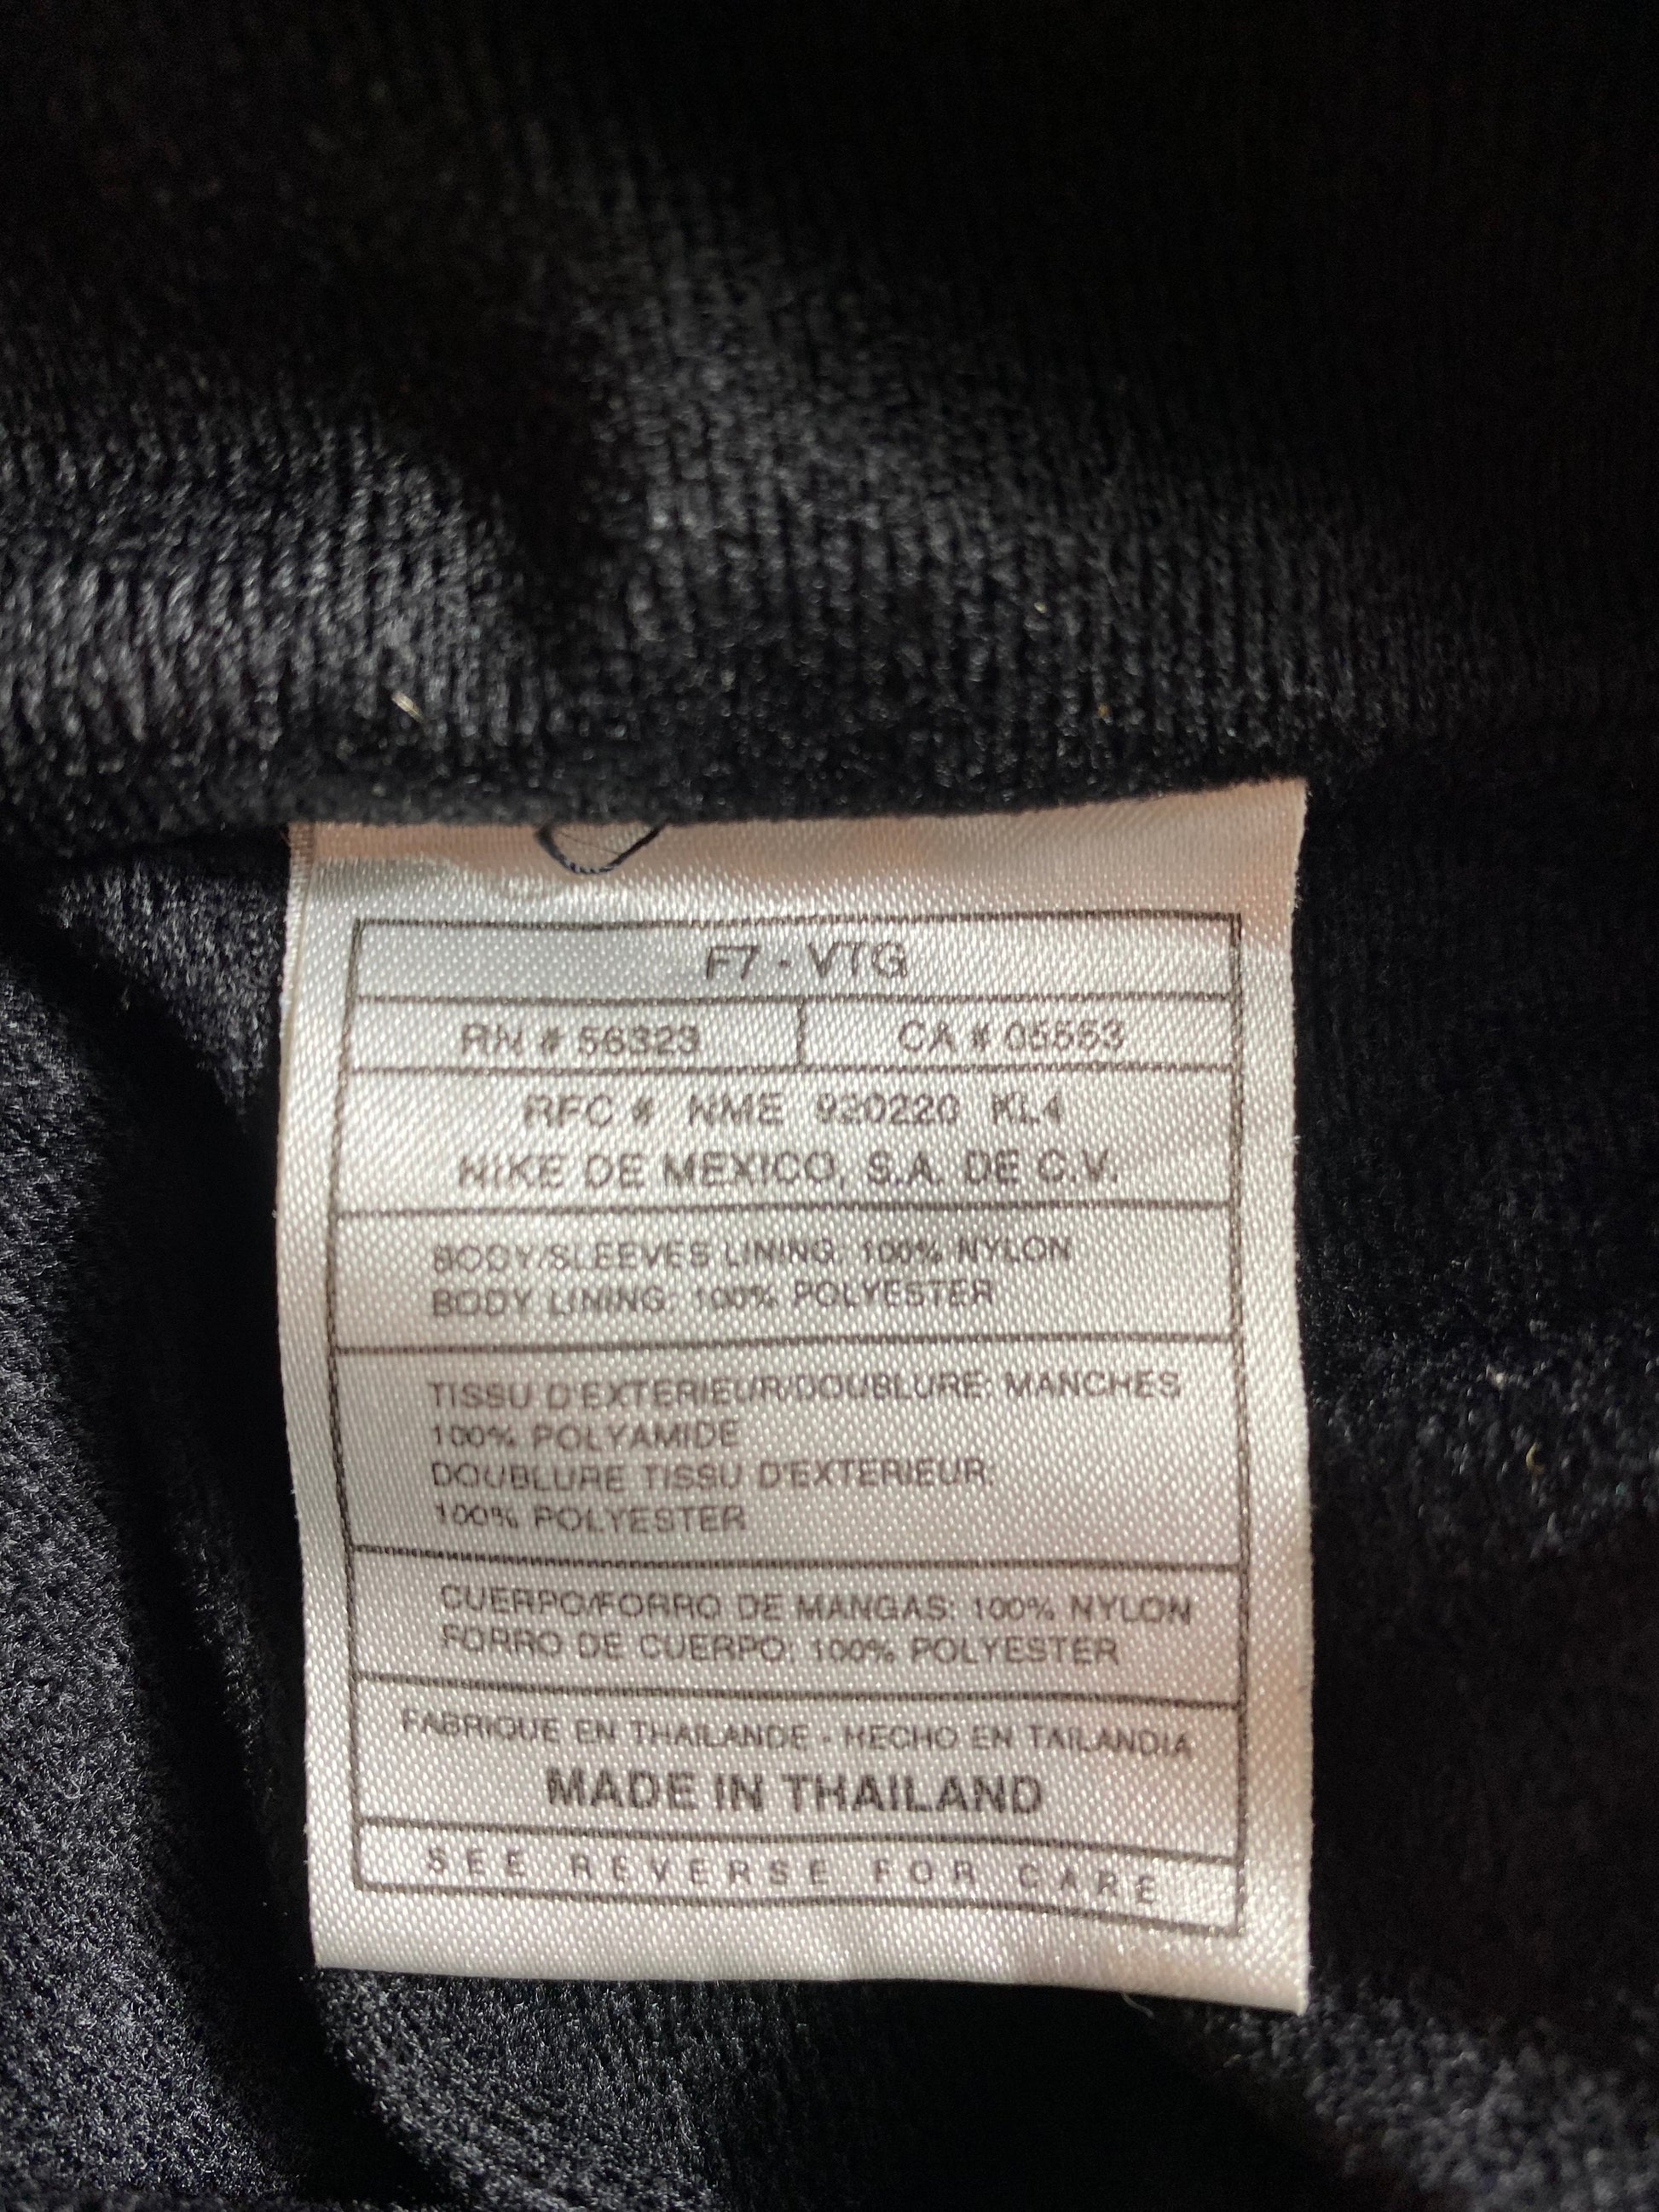 F7 - VTG
RN # 56323 CA # 05553
RFC # NME 920220 KL4
NIKE DE MEXICO, S.A. DE C.V.
BODY/SLEEVES LINING: 100% NYLON
BODY LINING: 100% POLYESTER
TISSU D'EXTERIEUR/DOUBLURE: MANCHES
100% POLYAMIDE
DOUBLURE TISSU D'EXTERIEUR:
100% POLYESTER
CUERPO/FORRO DE MANGAS: 100% NYLON
FORRO DE CUERPO: 100% POLYESTER
FABRIQUE EN THAILANDE - HECHO EN TAILANDIA
MADE IN THAILAND
SEE REVERSE FOR CARE